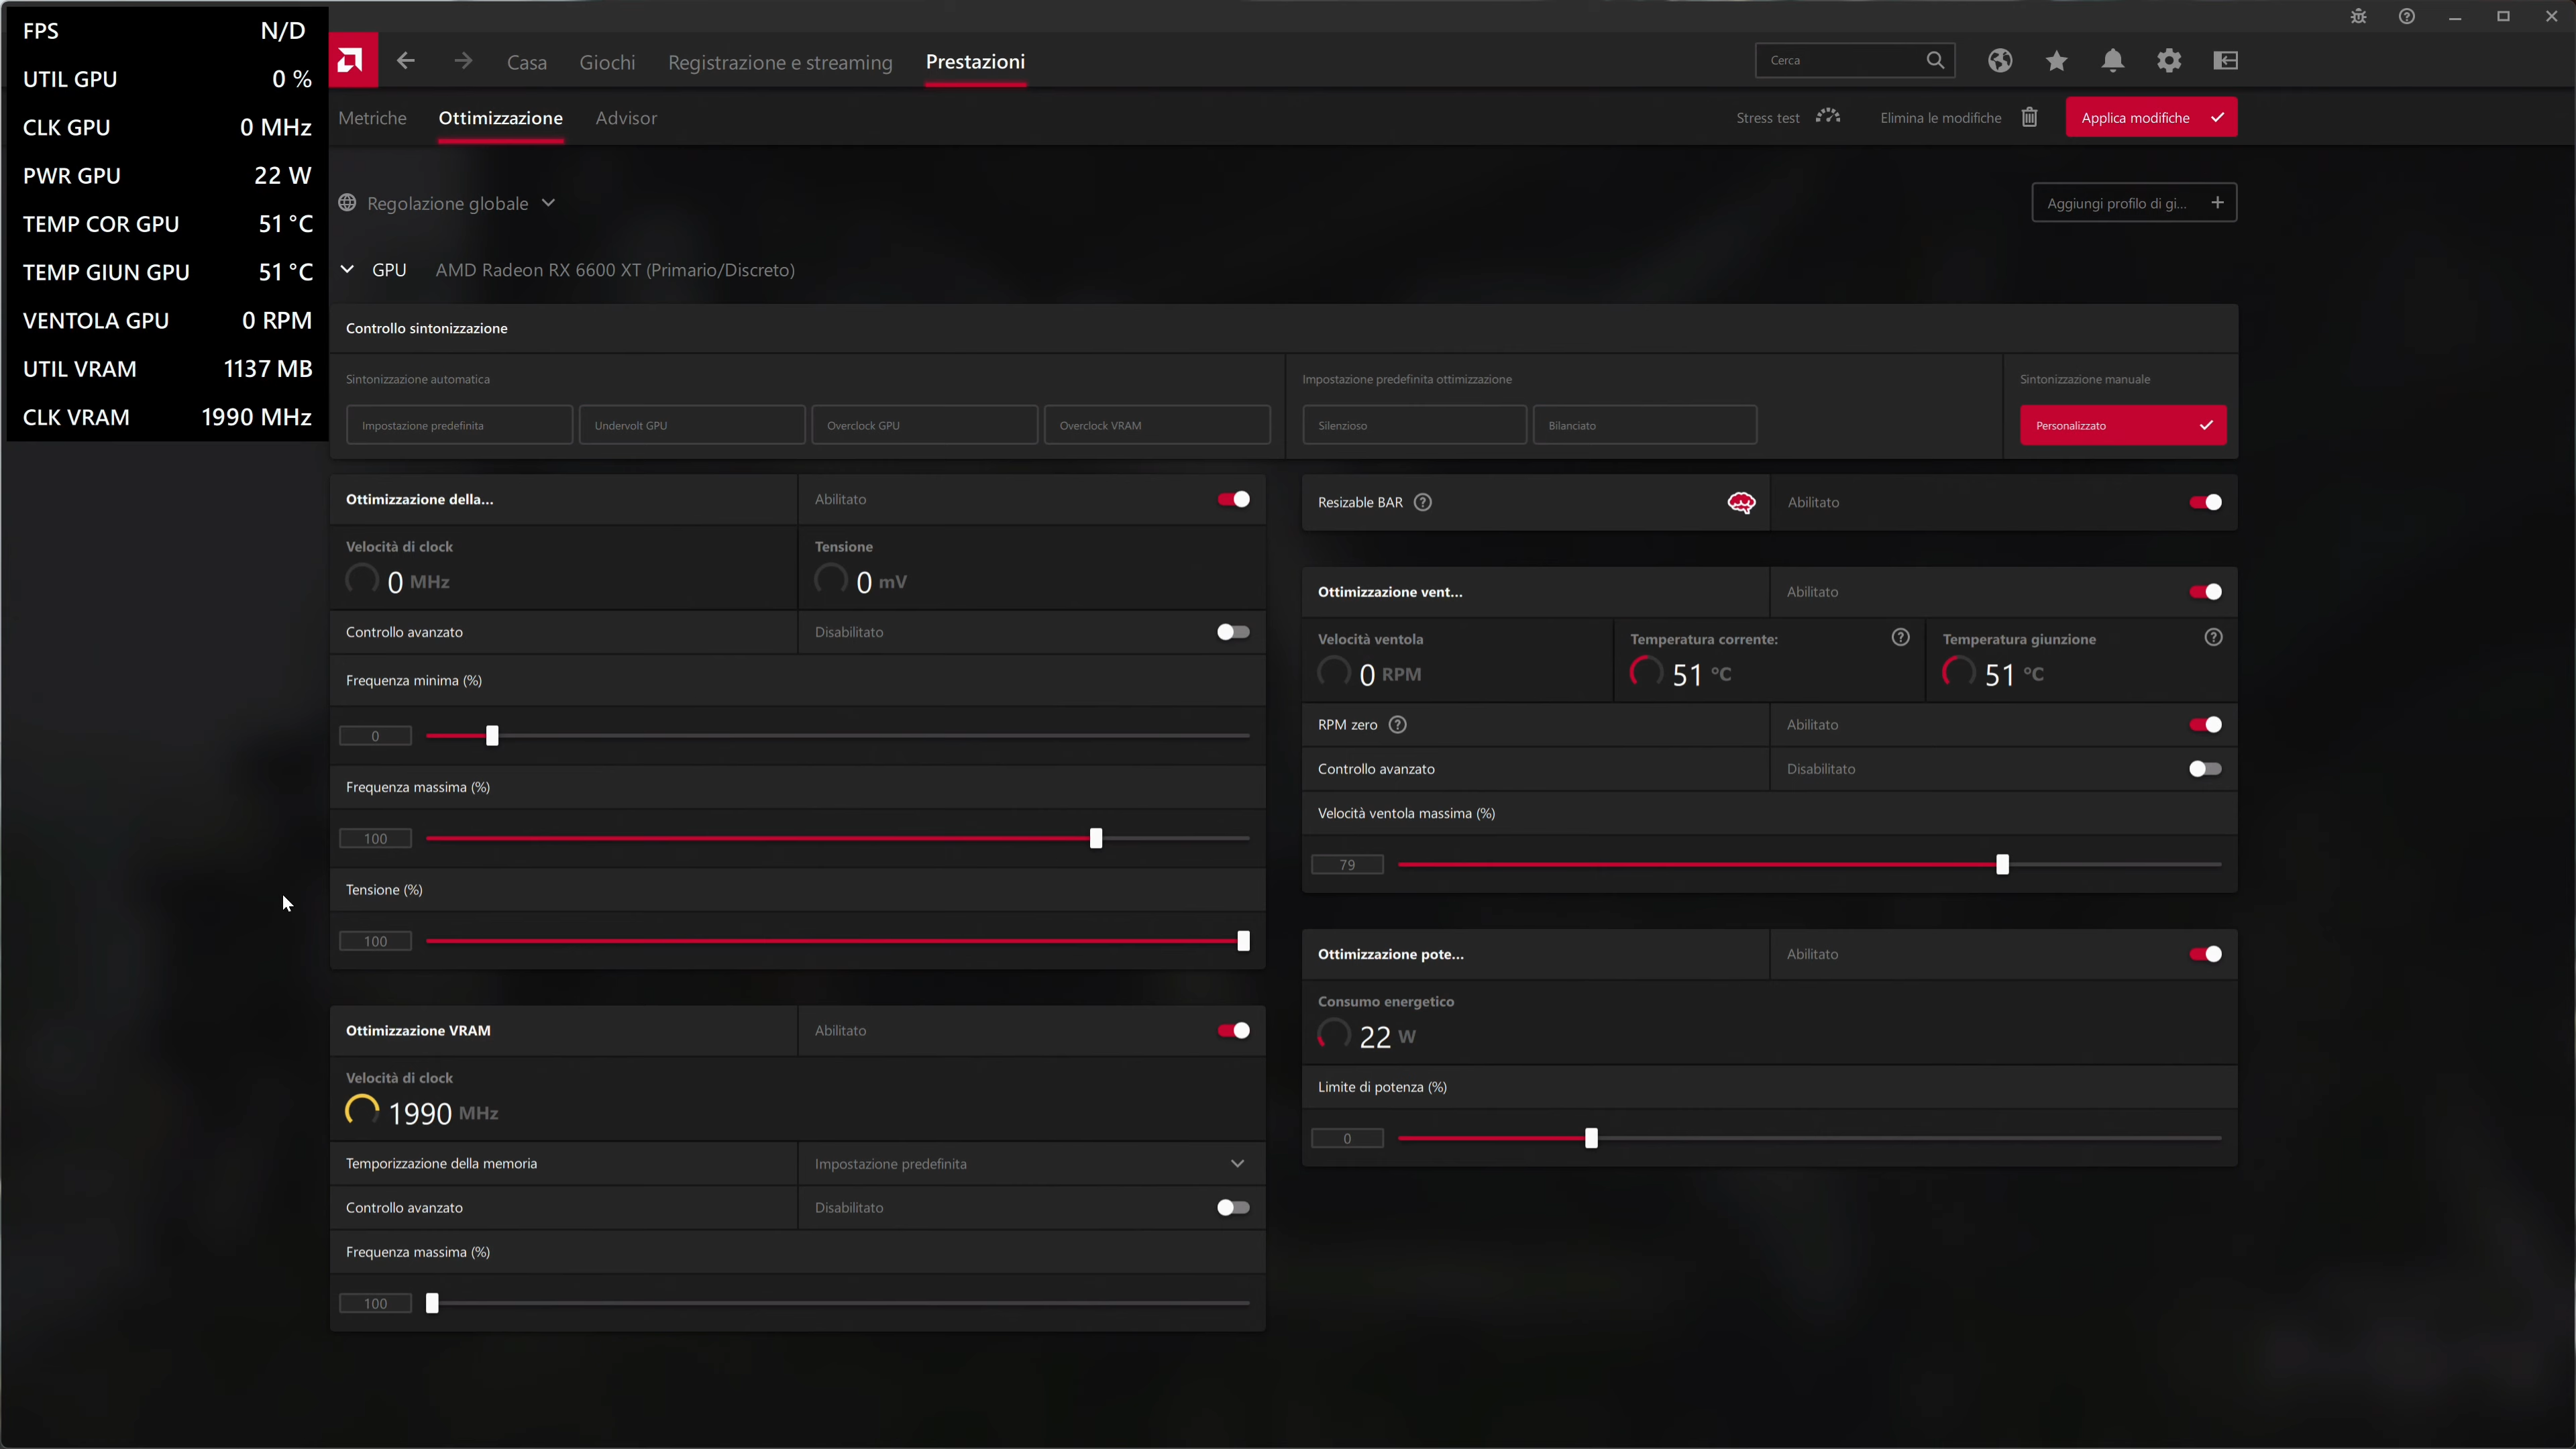 FPS N/D
UTIL GPU 0 %
CLK GPU 0 MHz
PWR GPU 22 W
TEMP COR GPU 51 °C
TEMP GIUN GPU 51 °C
VENTOLA GPU 0 RPM
UTIL VRAM 1137 MB
CLK VRAM 1990 MHz
Casa Giochi Registrazione e streaming Prestazioni Cerca
Metriche Ottimizzazione Advisor Stress test Elimina le modifiche Applica modifiche
Regolazione globale Aggiungi profilo di gi...
GPU AMD Radeon RX 6600 XT (Primario/Discreto)
Controllo sintonizzazione
Sintonizzazione automatica
Impostazione predefinita Undervolt GPU Overclock GPU Overclock VRAM
Impostazione predefinita ottimizzazione
Silenzioso Bilanciato
Sintonizzazione manuale
Personalizzato
Ottimizzazione della... Abilitato
Velocità di clock Tensione
0 MHz 0 mV
Controllo avanzato Disabilitato
Frequenza minima (%)
0
Frequenza massima (%)
100
Tensione (%)
100
Ottimizzazione VRAM Abilitato
Velocità di clock
1990 MHz
Temporizzazione della memoria Impostazione predefinita
Controllo avanzato Disabilitato
Frequenza massima (%)
100
Resizable BAR Abilitato
Ottimizzazione vent... Abilitato
Velocità ventola Temperatura corrente: Temperatura giunzione
0 RPM 51 °C 51 °C
RPM zero Abilitato
Controllo avanzato Disabilitato
Velocità ventola massima (%)
79
Ottimizzazione pote... Abilitato
Consumo energetico
22 W
Limite di potenza (%)
0